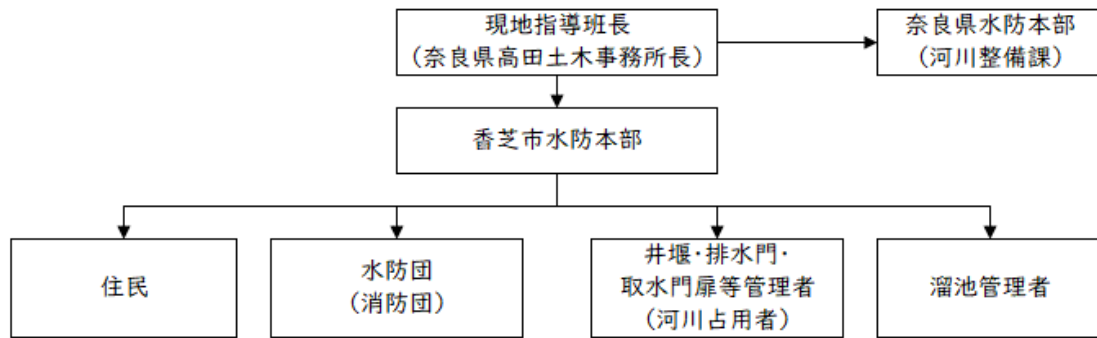 現地指導班長
（奈良県高田土木事務所長）
奈良県水防本部
（河川整備課）
香芝市水防本部
住民
水防団
（消防団）
井堰・排水門・
取水門扉等管理者
（河川占用者）
溜池管理者